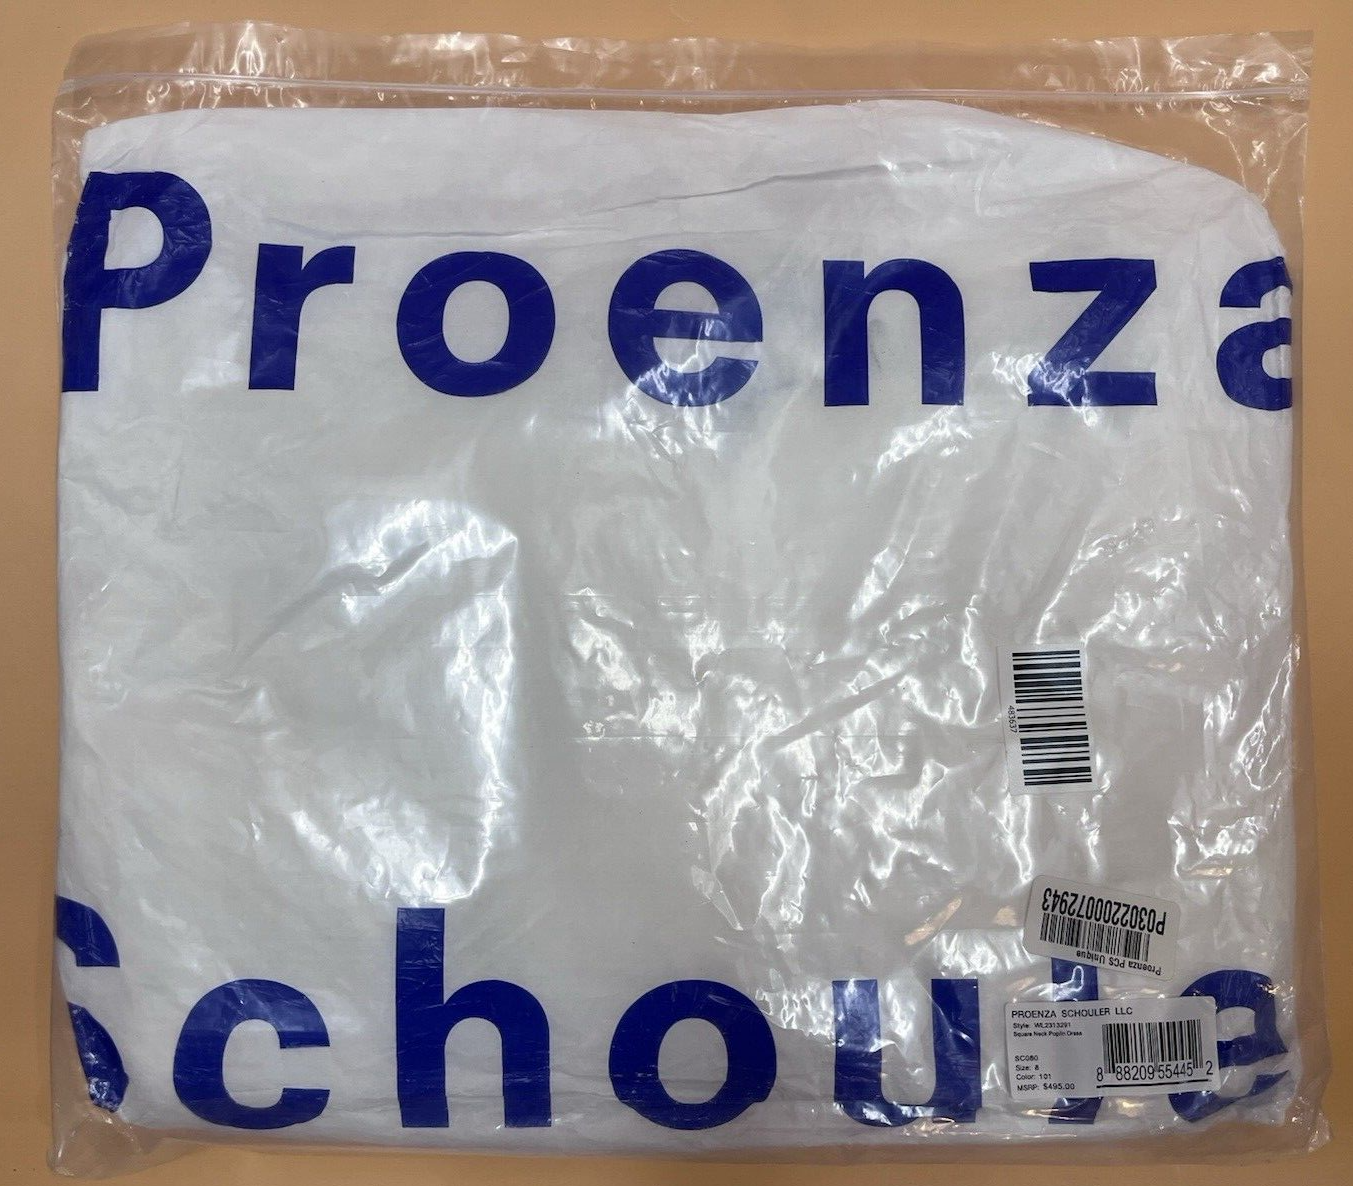 Proenza
Schoule
483637
P0302200072943
Proenza PCS Unique
PROENZA SCHOULER LLC
Style: WL2313291
Square Neck Poplin Dress
SC080
Size: 8
Color: 101
MSRP: $495.00
8 88209 55445 2